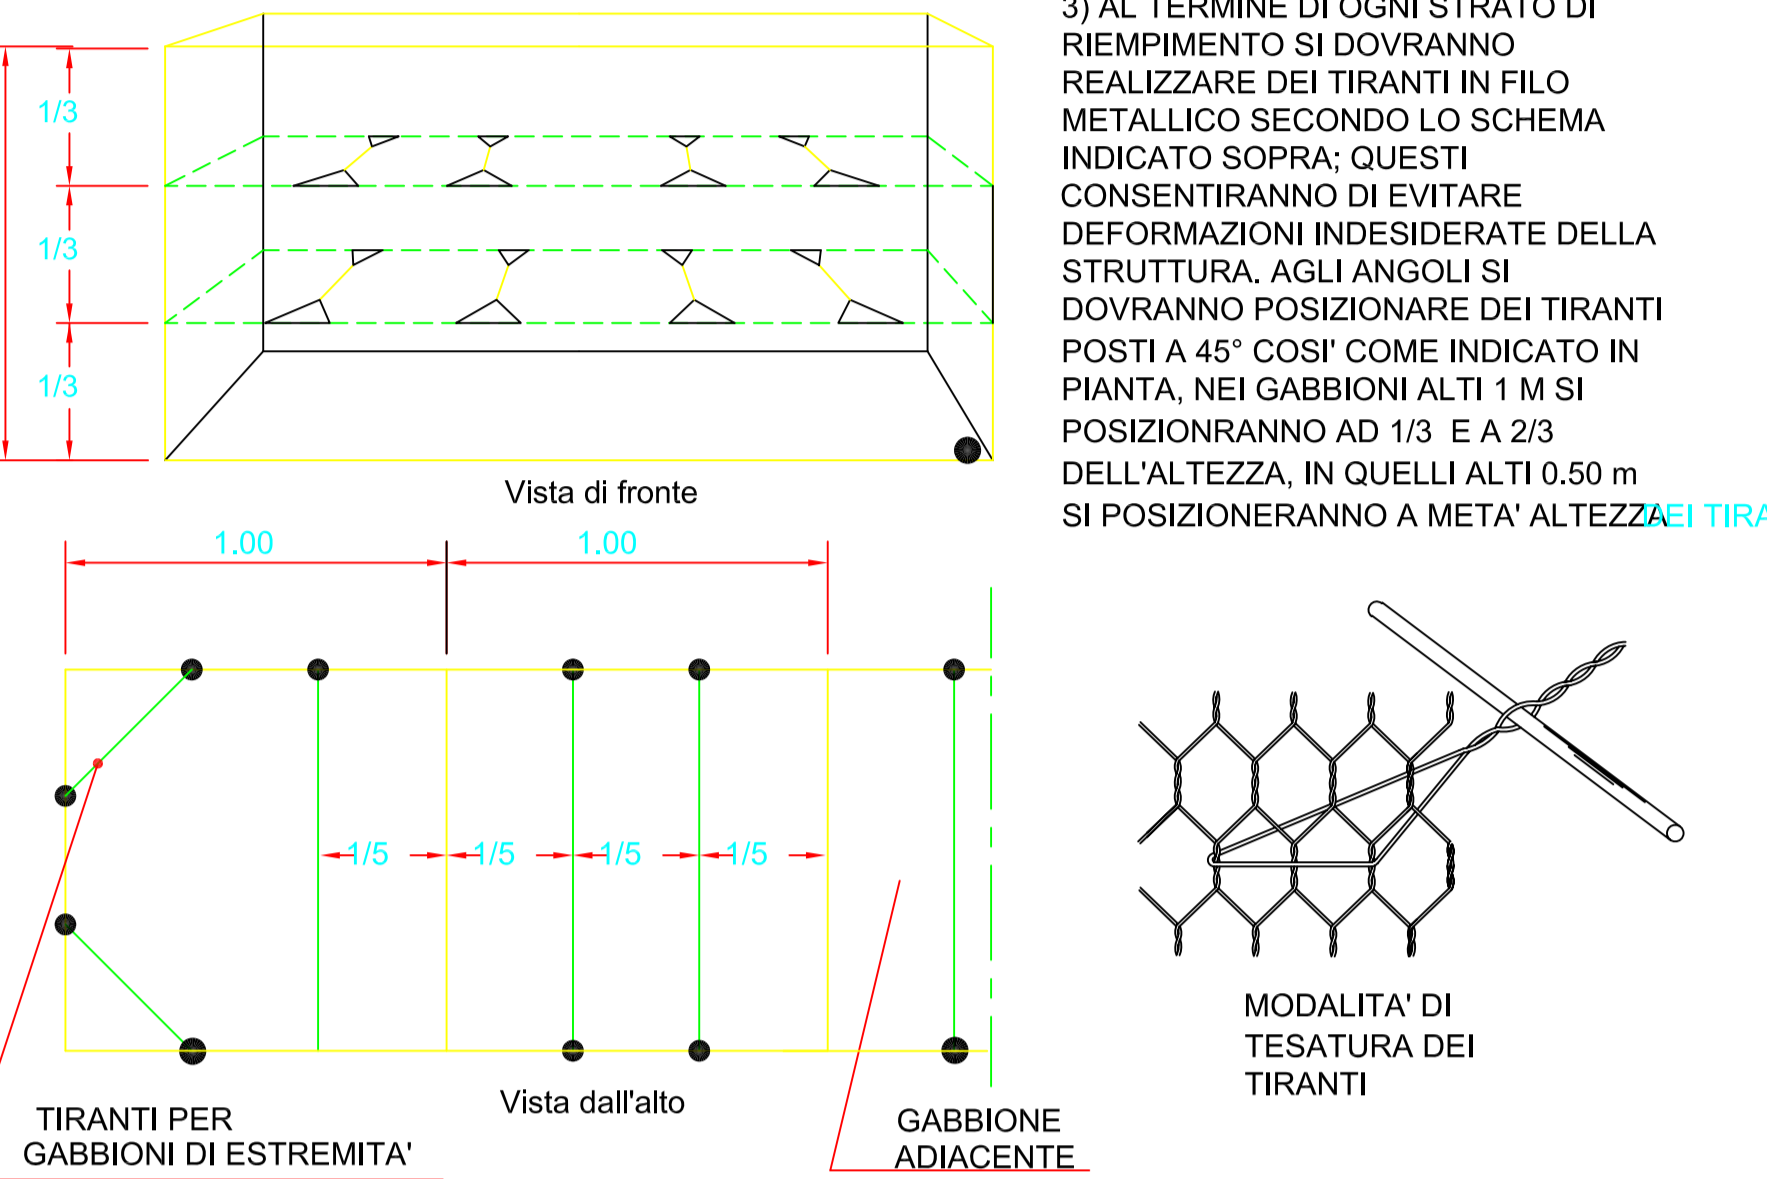 3) AL TERMINE DI OGNI STRATO DI
RIEMPIMENTO SI DOVRANNO
REALIZZARE DEI TIRANTI IN FILO
METALLICO SECONDO LO SCHEMA
INDICATO SOPRA; QUESTI
CONSENTIRANNO DI EVITARE
DEFORMAZIONI INDESIDERATE DELLA
STRUTTURA. AGLI ANGOLI SI
DOVRANNO POSIZIONARE DEI TIRANTI
POSTI A 45° COSI' COME INDICATO IN
PIANTA, NEI GABBIONI ALTI 1 M SI
POSIZIONRANNO AD 1/3 E A 2/3
DELL'ALTEZZA, IN QUELLI ALTI 0.50 m
SI POSIZIONERANNO A META' ALTEZZA DEI TIRA
1/3
1/3
1/3
Vista di fronte
1.00 1.00
1/5 1/5 1/5 1/5
Vista dall'alto
TIRANTI PER
GABBIONI DI ESTREMITA'
GABBIONE
ADIACENTE
MODALITA' DI
TESATURA DEI
TIRANTI